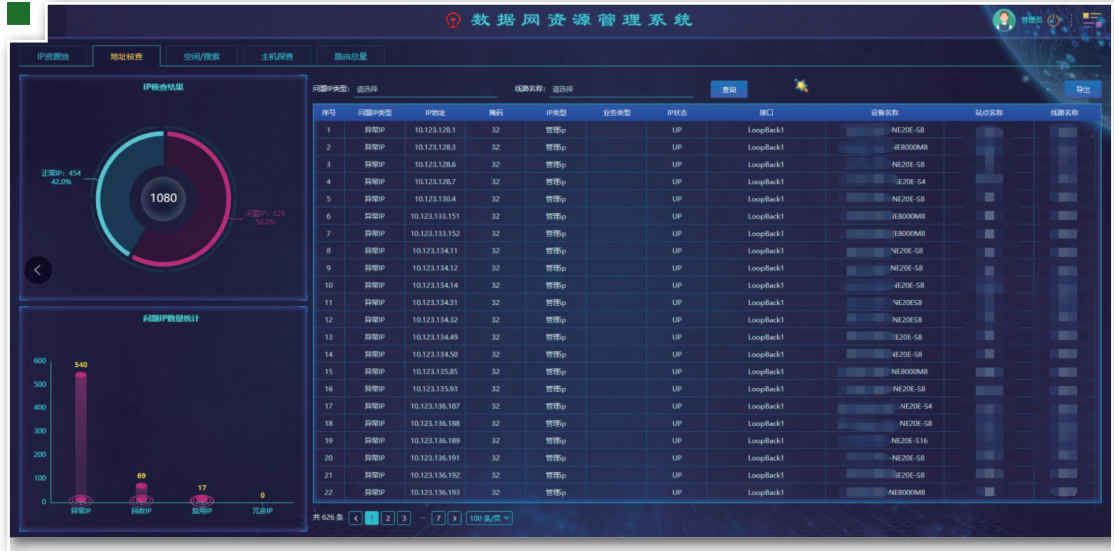 数据网资源管理系统
管理员
IP资源池 地址核查 空闲/搜索 主机探查 路由总量
IP核查结果
正常IP：454
42.0%
1080
问题IP：626
58.0%
问题IP类型： 请选择 线路名称： 请选择 查询 导出
序号 问题IP类型 IP地址 掩码 IP类型 业务类型 IP状态 接口 设备名称 站点名称 线路名称
1 异常IP 10.123.128.1 32 管理ip UP LoopBack1 NE20E-S8
2 异常IP 10.123.128.3 32 管理ip UP LoopBack1 NE8000M8
3 异常IP 10.123.128.6 32 管理ip UP LoopBack1 NE20E-S8
4 异常IP 10.123.128.7 32 管理ip UP LoopBack1 E20E-S4
5 异常IP 10.123.130.4 32 管理ip UP LoopBack1 NE20E-S8
6 异常IP 10.123.133.151 32 管理ip UP LoopBack1 IE8000M8
7 异常IP 10.123.133.152 32 管理ip UP LoopBack1 E8000M8
8 异常IP 10.123.134.11 32 管理ip UP LoopBack1 NE20E-S8
9 异常IP 10.123.134.12 32 管理ip UP LoopBack1 NE20E-S8
10 异常IP 10.123.134.14 32 管理ip UP LoopBack1 NE20E-S8
11 异常IP 10.123.134.31 32 管理ip UP LoopBack1 NE20ES8
12 异常IP 10.123.134.32 32 管理ip UP LoopBack1 NE20ES8
13 异常IP 10.123.134.49 32 管理ip UP LoopBack1 E20E-S8
14 异常IP 10.123.134.50 32 管理ip UP LoopBack1 E20E-S8
15 异常IP 10.123.135.85 32 管理ip UP LoopBack1 NE8000M8
16 异常IP 10.123.135.93 32 管理ip UP LoopBack1 NE20E-S8
17 异常IP 10.123.136.187 32 管理ip UP LoopBack1 NE20E-S4
18 异常IP 10.123.136.188 32 管理ip UP LoopBack1 NE20E-S8
19 异常IP 10.123.136.189 32 管理ip UP LoopBack1 NE20E-S16
20 异常IP 10.123.136.191 32 管理ip UP LoopBack1 NE20E-S8
21 异常IP 10.123.136.192 32 管理ip UP LoopBack1 E20E-S8
22 异常IP 10.123.136.193 32 管理ip UP LoopBack1 NE8000M8
共 626 条 1 2 3 ··· 7 100 条/页
问题IP数量统计
600
500
400
300
200
100
0
540
69
17
0
异常IP 回收IP 复用IP 冗余IP